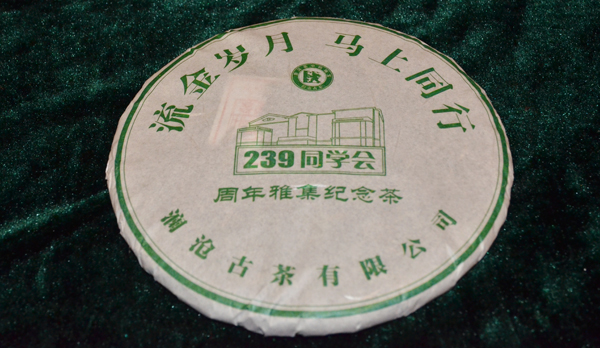 流金岁月 马上同行
239同学会
周年雅集纪念茶
澜沧古茶有限公司